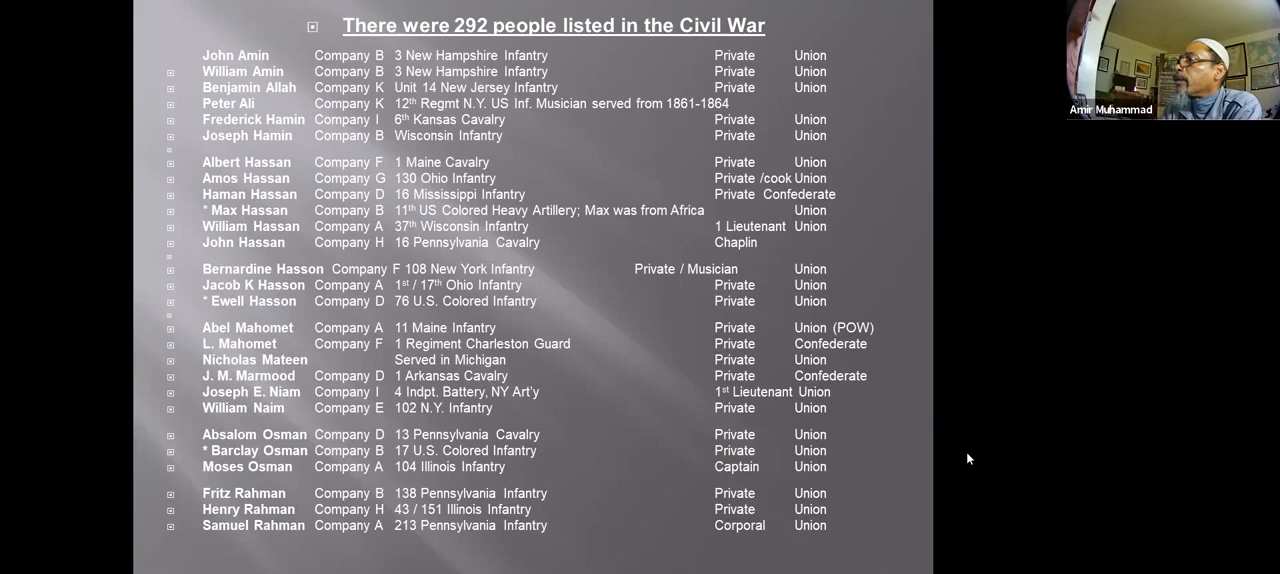 There were 292 people listed in the Civil War
John Amin Company B 3 New Hampshire Infantry Private Union
William Amin Company B 3 New Hampshire Infantry Private Union
Benjamin Allah Company K Unit 14 New Jersey Infantry Private Union
Peter Ali Company K 12th Regmt N.Y. US Inf. Musician served from 1861-1864
Frederick Hamin Company I 6th Kansas Cavalry Private Union
Joseph Hamin Company B Wisconsin Infantry Private Union
Albert Hassan Company F 1 Maine Cavalry Private Union
Amos Hassan Company G 130 Ohio Infantry Private /cook Union
Haman Hassan Company D 16 Mississippi Infantry Private Confederate
* Max Hassan Company B 11th US Colored Heavy Artillery; Max was from Africa Union
William Hassan Company A 37th Wisconsin Infantry 1 Lieutenant Union
John Hassan Company H 16 Pennsylvania Cavalry Chaplin
Bernardine Hasson Company F 108 New York Infantry Private / Musician Union
Jacob K Hasson Company A 1st / 17th Ohio Infantry Private Union
* Ewell Hasson Company D 76 U.S. Colored Infantry Private Union
Abel Mahomet Company A 11 Maine Infantry Private Union (POW)
L. Mahomet Company F 1 Regiment Charleston Guard Private Confederate
Nicholas Mateen Served in Michigan Private Union
J. M. Marmood Company D 1 Arkansas Cavalry Private Confederate
Joseph E. Niam Company I 4 Indpt. Battery, NY Art'y 1st Lieutenant Union
William Naim Company E 102 N.Y. Infantry Private Union
Absalom Osman Company D 13 Pennsylvania Cavalry Private Union
* Barclay Osman Company B 17 U.S. Colored Infantry Private Union
Moses Osman Company A 104 Illinois Infantry Captain Union
Fritz Rahman Company B 138 Pennsylvania Infantry Private Union
Henry Rahman Company H 43 / 151 Illinois Infantry Private Union
Samuel Rahman Company A 213 Pennsylvania Infantry Corporal Union
Amir Muhammad